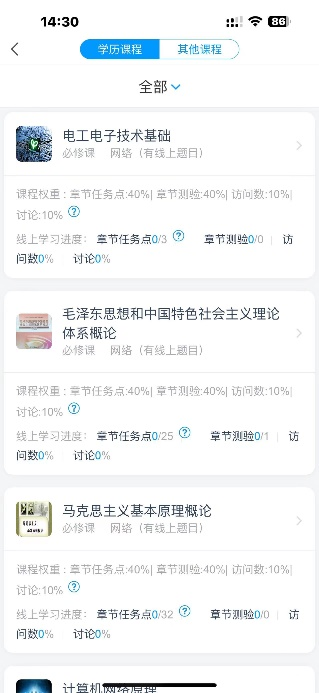 14:30
86
学历课程
其他课程
全部
电工电子技术基础
必修课 网络（有线上题目）
课程权重：章节任务点:40%| 章节测验:40%| 访问数:10%|
讨论:10% ?
线上学习进度： 章节任务点0/3 ? 章节测验0/0 | 访
问数0% | 讨论0%
毛泽东思想和中国特色社会主义理论
体系概论
必修课 网络（有线上题目）
课程权重：章节任务点:40%| 章节测验:40%| 访问数:10%|
讨论:10% ?
线上学习进度： 章节任务点0/25 ? 章节测验0/1 | 访
问数0% | 讨论0%
马克思主义基本原理概论
必修课 网络（有线上题目）
课程权重：章节任务点:40%| 章节测验:40%| 访问数:10%|
讨论:10% ?
线上学习进度： 章节任务点0/32 ? 章节测验0/0 | 访
问数0% | 讨论0%
计算机网络原理